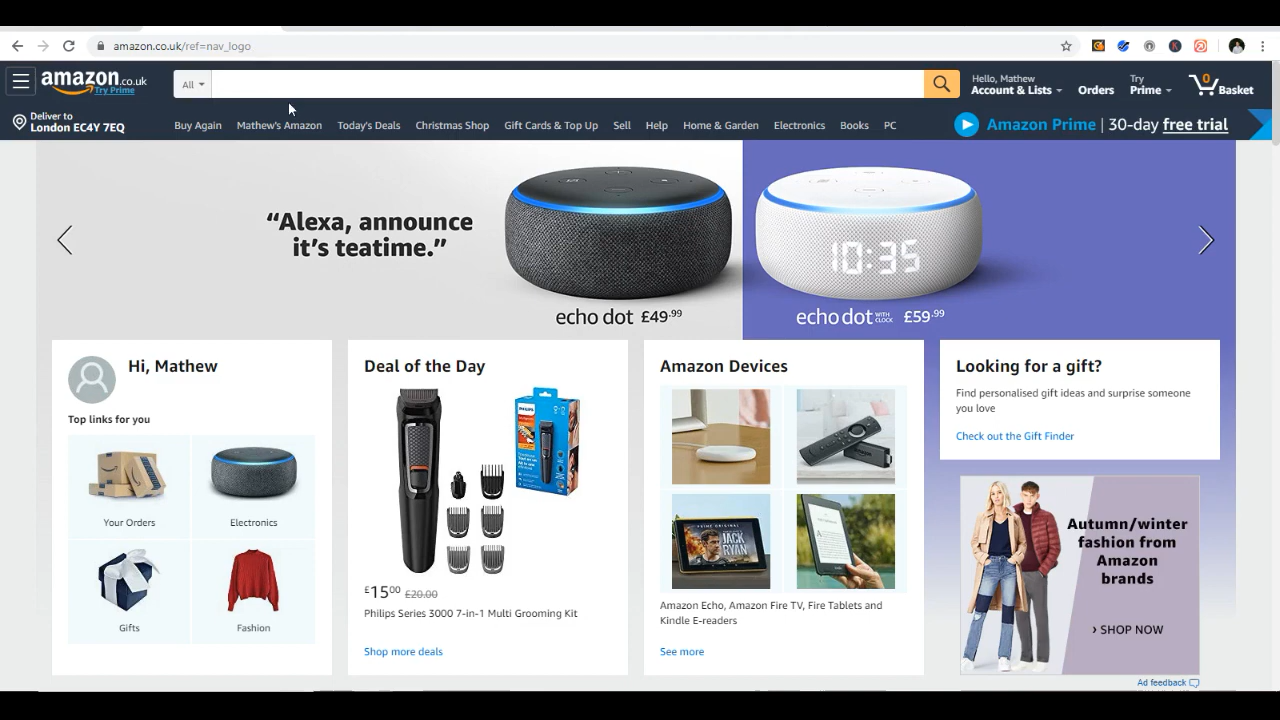 amazon.co.uk/ref=nav_logo
amazon.co.uk
Try Prime
All
Hello, Mathew
Account & Lists
Orders
Try
Prime
0
Basket
Deliver to
London EC4Y 7EQ
Buy Again
Mathew's Amazon
Today's Deals
Christmas Shop
Gift Cards & Top Up
Sell
Help
Home & Garden
Electronics
Books
PC
Amazon Prime | 30-day free trial
“Alexa, announce
it’s teatime.”
10:35
echo dot £49.99
echo dot WITH CLOCK £59.99
Hi, Mathew
Top links for you
Your Orders
Electronics
Gifts
Fashion
Deal of the Day
PHILIPS
£1500 £20.00
Philips Series 3000 7-in-1 Multi Grooming Kit
Shop more deals
Amazon Devices
PRIME ORIGINAL
JACK
RYAN
Amazon Echo, Amazon Fire TV, Fire Tablets and
Kindle E-readers
See more
Looking for a gift?
Find personalised gift ideas and surprise someone
you love
Check out the Gift Finder
Autumn/winter
fashion from
Amazon
brands
› SHOP NOW
Ad feedback